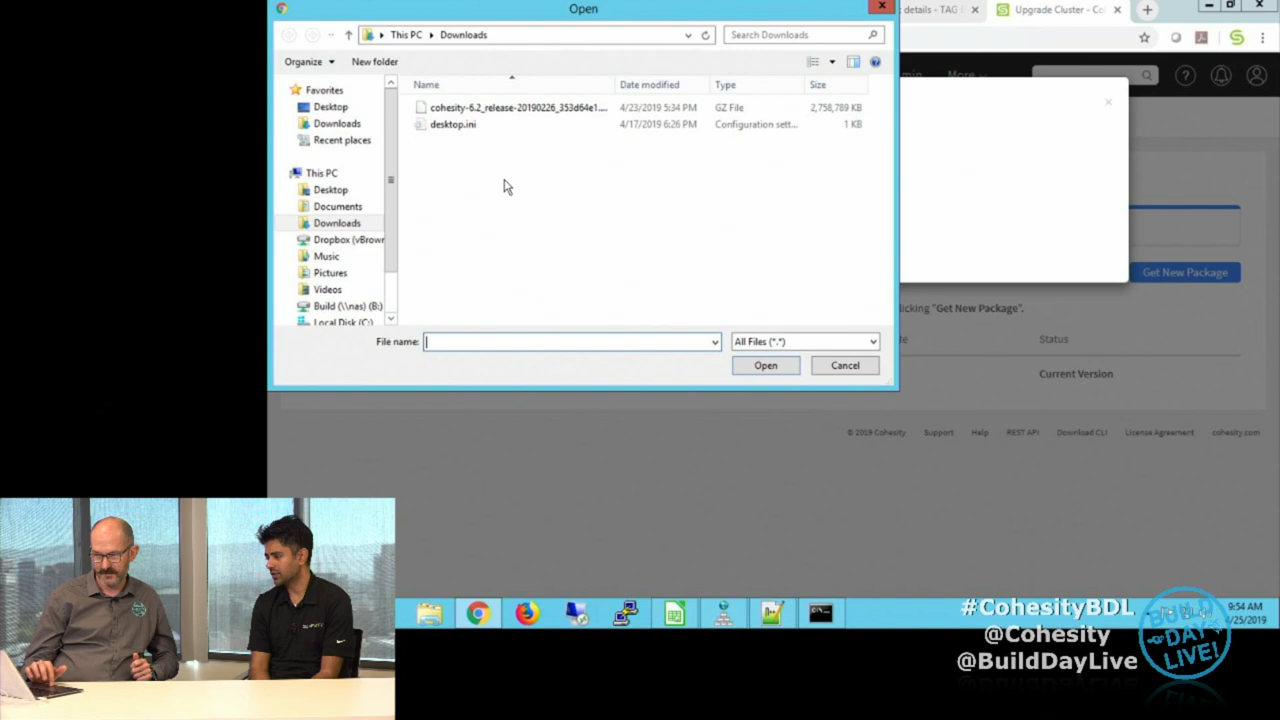 Open
details - TAG
Upgrade Cluster - Co
This PC
Downloads
Search Downloads
Organize
New folder
Name
Date modified
Type
Size
Favorites
Desktop
Downloads
Recent places
This PC
Desktop
Documents
Downloads
Dropbox (vBrown
Music
Pictures
Videos
Build (\\nas) (B:)
Local Disk (C:)
cohesity-6.2_release-20190226_353d64e1....
4/23/2019 5:34 PM
GZ File
2,758,789 KB
desktop.ini
4/17/2019 6:26 PM
Configuration sett...
1 KB
File name:
All Files (*.*)
Open
Cancel
More
Get New Package
licking "Get New Package".
Status
Current Version
© 2019 Cohesity
Support
Help
REST API
Download CLI
License Agreement
cohesity.com
#CohesityBDL
@Cohesity
@BuildDayLive
BUILD
DAY
LIVE!
9:54 AM
/25/2019